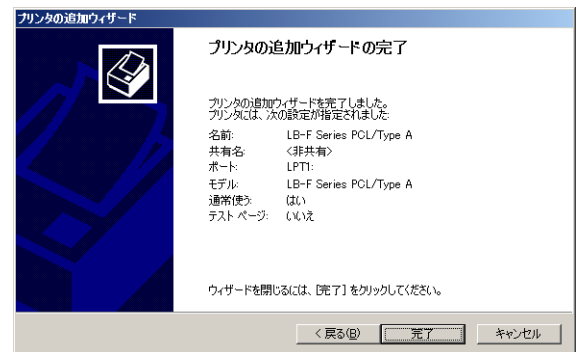 プリンタの追加ウィザード
プリンタの追加ウィザードの完了
プリンタの追加ウィザードを完了しました。
プリンタには、次の設定が指定されました:
名前: LB-F Series PCL/Type A
共有名: <非共有>
ポート: LPT1:
モデル: LB-F Series PCL/Type A
通常使う: はい
テスト ページ: いいえ
ウィザードを閉じるには、[完了] をクリックしてください。
< 戻る(B) 完了 キャンセル